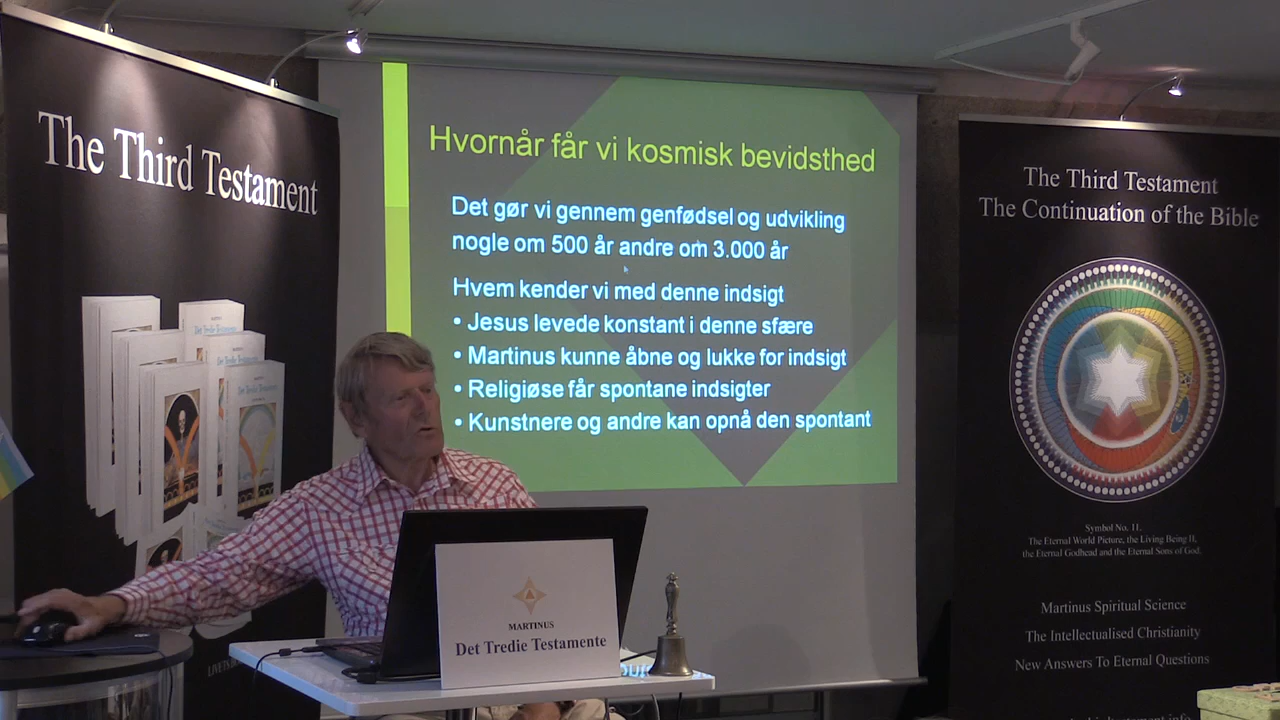 The Third Testament
Det Tredie Testamente
LIVETS
Hvornår får vi kosmisk bevidsthed
Det gør vi gennem genfødsel og udvikling
nogle om 500 år andre om 3.000 år
Hvem kender vi med denne indsigt
• Jesus levede konstant i denne sfære
• Martinus kunne åbne og lukke for indsigt
• Religiøse får spontane indsigter
• Kunstnere og andre kan opnå den spontant
MARTINUS
Det Tredie Testamente
The Third Testament
The Continuation of the Bible
Symbol No. 11,
The Eternal World Picture, the Living Being II,
the Eternal Godhead and the Eternal Sons of God.
Martinus Spiritual Science
The Intellectualised Christianity
New Answers To Eternal Questions